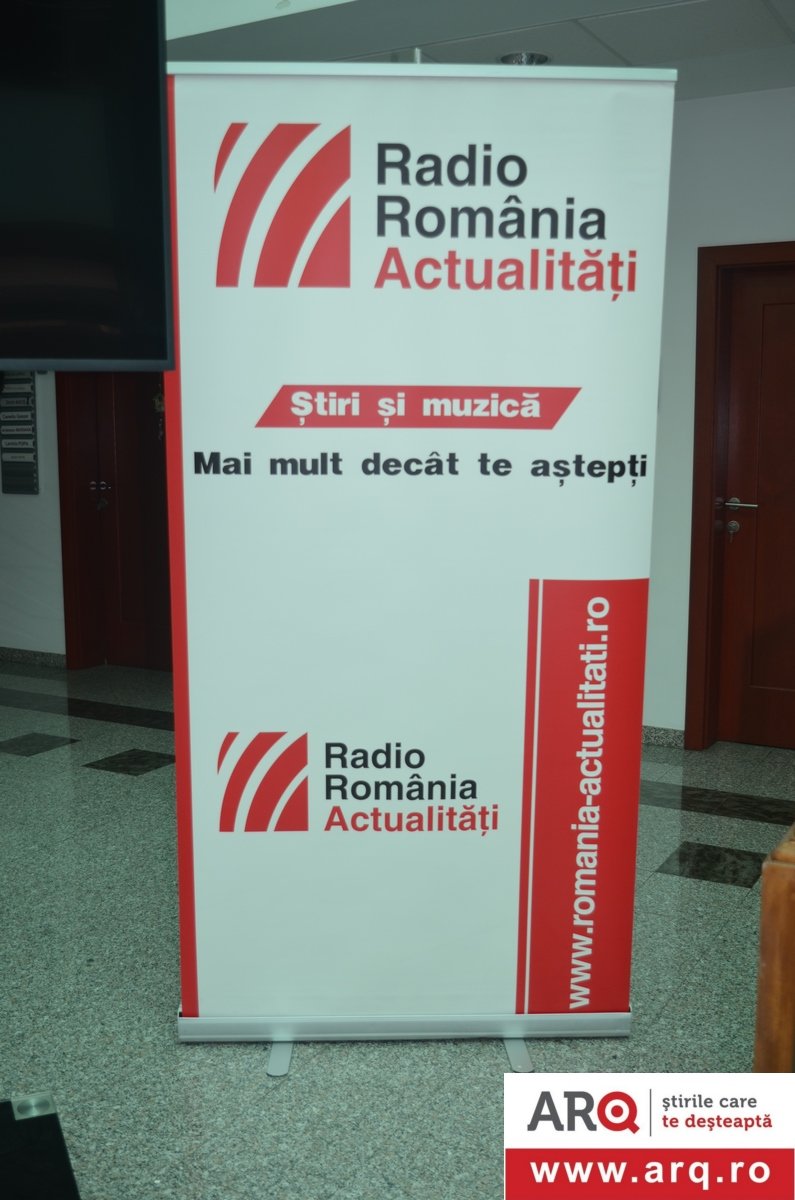 Radio
România
Actualități
Știri și muzică
Mai mult decât te aștepți
Radio
România
Actualități
www.romania-actualitati.ro
ARQ
știrile care
te deșteaptă
www.arq.ro